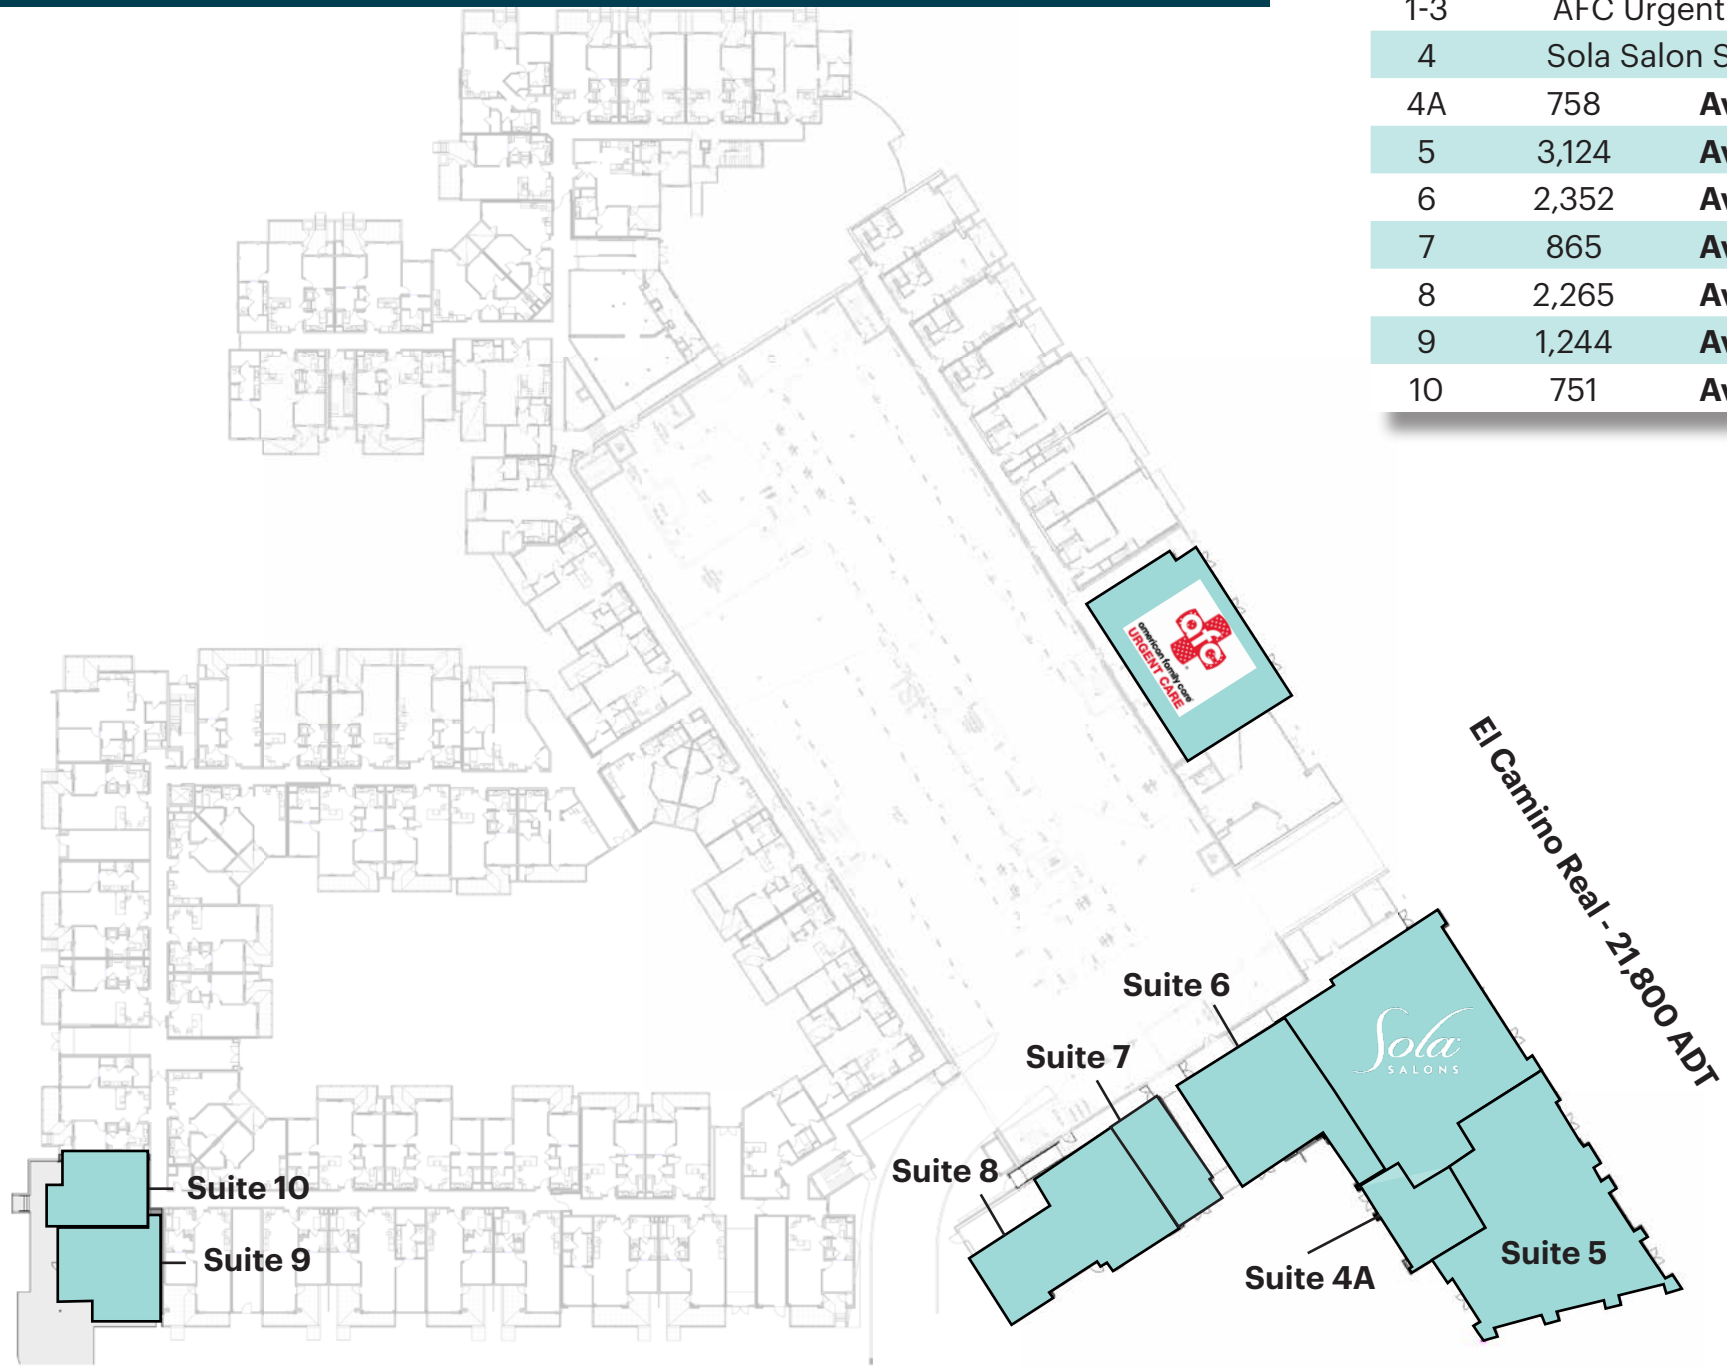 1-3 AFC Urgent
4 Sola Salon S
4A 758 Av
5 3,124 Av
6 2,352 Av
7 865 Av
8 2,265 Av
9 1,244 Av
10 751 Av
afc
american family care
URGENT CARE
El Camino Real - 21,800 ADT
Sola
SALONS
Suite 6
Suite 7
Suite 8
Suite 10
Suite 9
Suite 5
Suite 4A